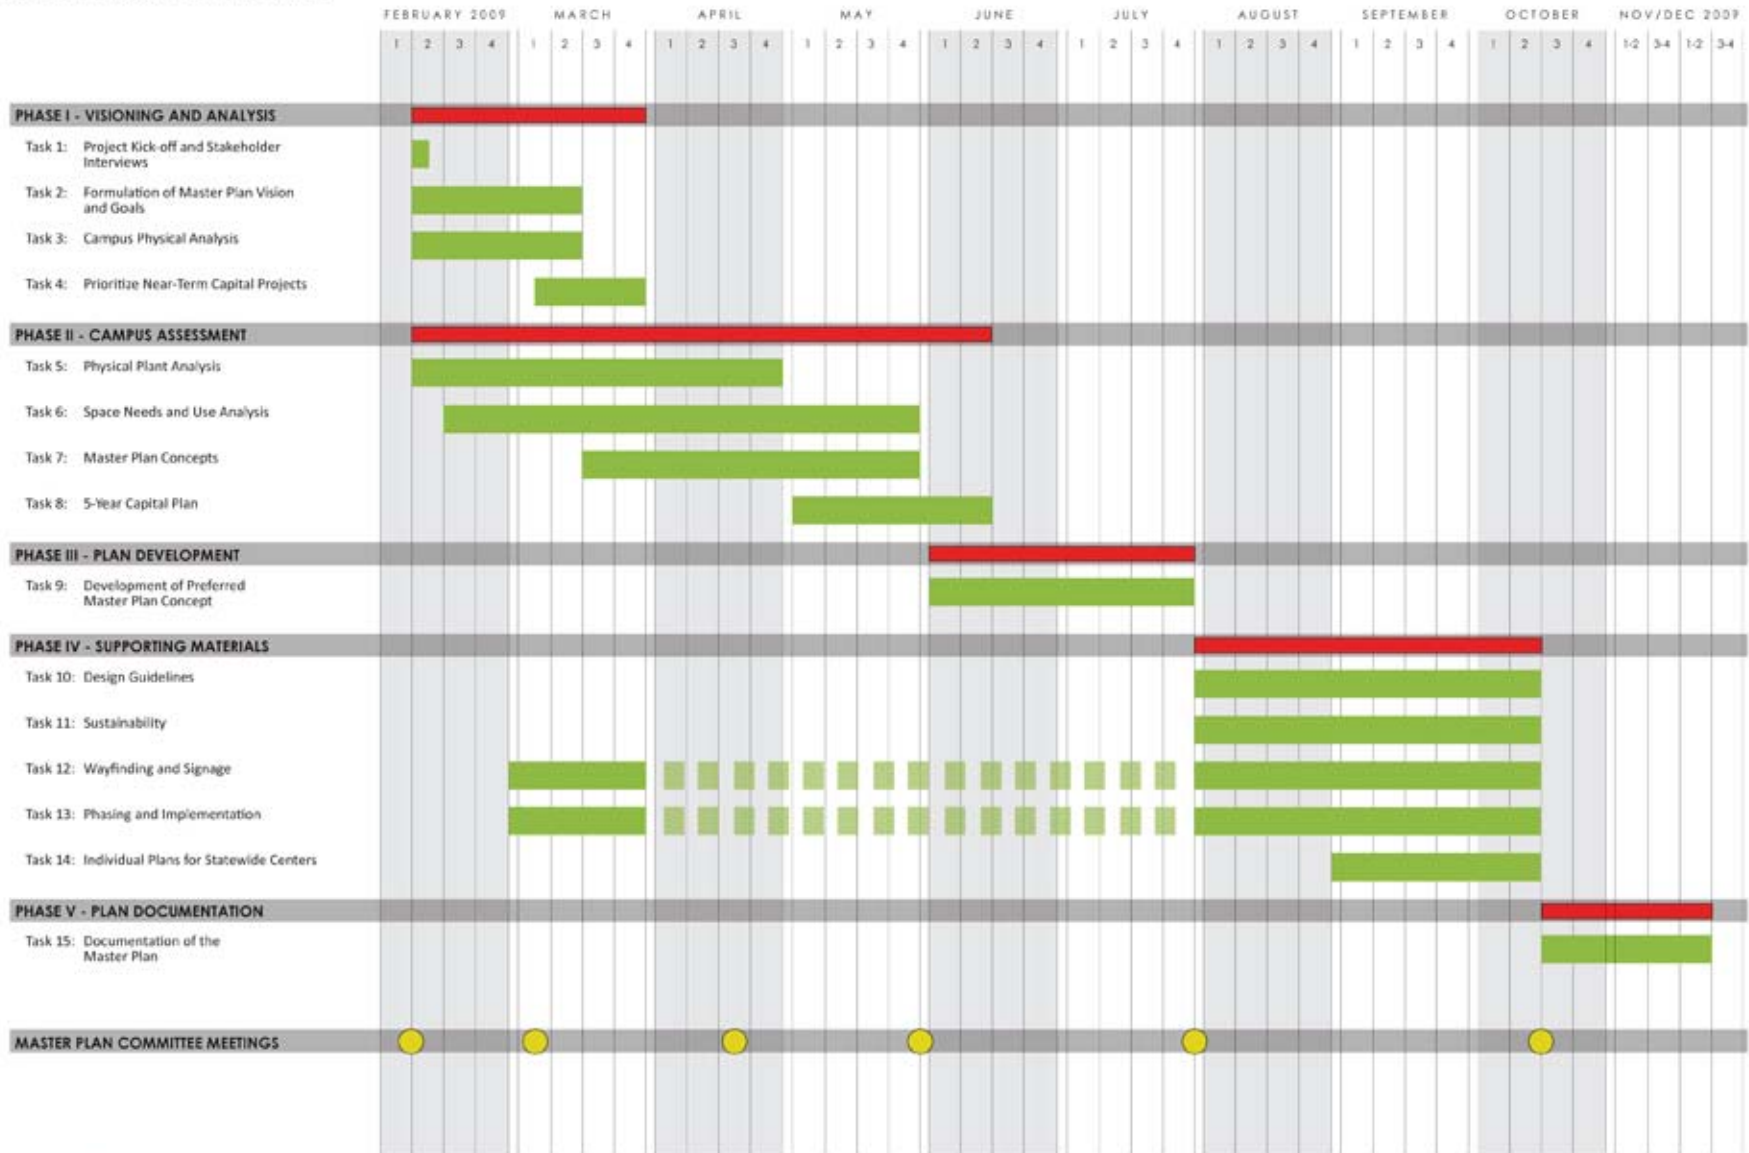 FEBRUARY 2009 MARCH APRIL MAY JUNE JULY AUGUST SEPTEMBER OCTOBER NOV/DEC 2009
1 2 3 4 1 2 3 4 1 2 3 4 1 2 3 4 1 2 3 4 1 2 3 4 1 2 3 4 1 2 3 4 1 2 3 4 1-2 3-4 1-2 3-4
PHASE I - VISIONING AND ANALYSIS
Task 1: Project Kick-off and Stakeholder
Interviews
Task 2: Formulation of Master Plan Vision
and Goals
Task 3: Campus Physical Analysis
Task 4: Prioritize Near-Term Capital Projects
PHASE II - CAMPUS ASSESSMENT
Task 5: Physical Plant Analysis
Task 6: Space Needs and Use Analysis
Task 7: Master Plan Concepts
Task 8: 5-Year Capital Plan
PHASE III - PLAN DEVELOPMENT
Task 9: Development of Preferred
Master Plan Concept
PHASE IV - SUPPORTING MATERIALS
Task 10: Design Guidelines
Task 11: Sustainability
Task 12: Wayfinding and Signage
Task 13: Phasing and Implementation
Task 14: Individual Plans for Statewide Centers
PHASE V - PLAN DOCUMENTATION
Task 15: Documentation of the
Master Plan
MASTER PLAN COMMITTEE MEETINGS